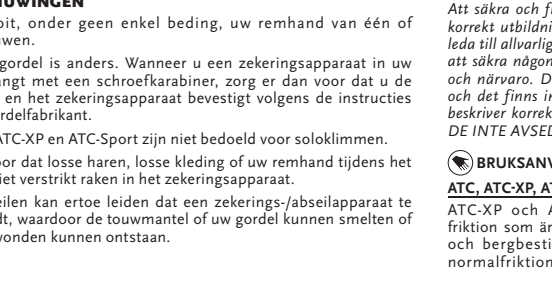 UWINGEN
oit, onder geen enkel beding, uw remhand van één of
wen.
gordel is anders. Wanneer u een zekeringsapparaat in uw
angt met een schroefkarabiner, zorg er dan voor dat u de
en het zekeringsapparaat bevestigt volgens de instructies
rdelfabrikant.
ATC-XP en ATC-Sport zijn niet bedoeld voor soloklimmen.
oor dat losse haren, losse kleding of uw remhand tijdens het
iet verstrikt raken in het zekeringsapparaat.
eilen kan ertoe leiden dat een zekerings-/abseilapparaat te
dt, waardoor de touwmantel of uw gordel kunnen smelten of
wonden kunnen ontstaan.
Att säkra och f
korrekt utbildni
leda till allvarlig
att säkra någon
och närvaro. D
och det finns in
beskriver korrek
DE INTE AVSED
BRUKSANV
ATC, ATC-XP, AT
ATC-XP och A
friktion som är
och bergbesti
normalfriktion